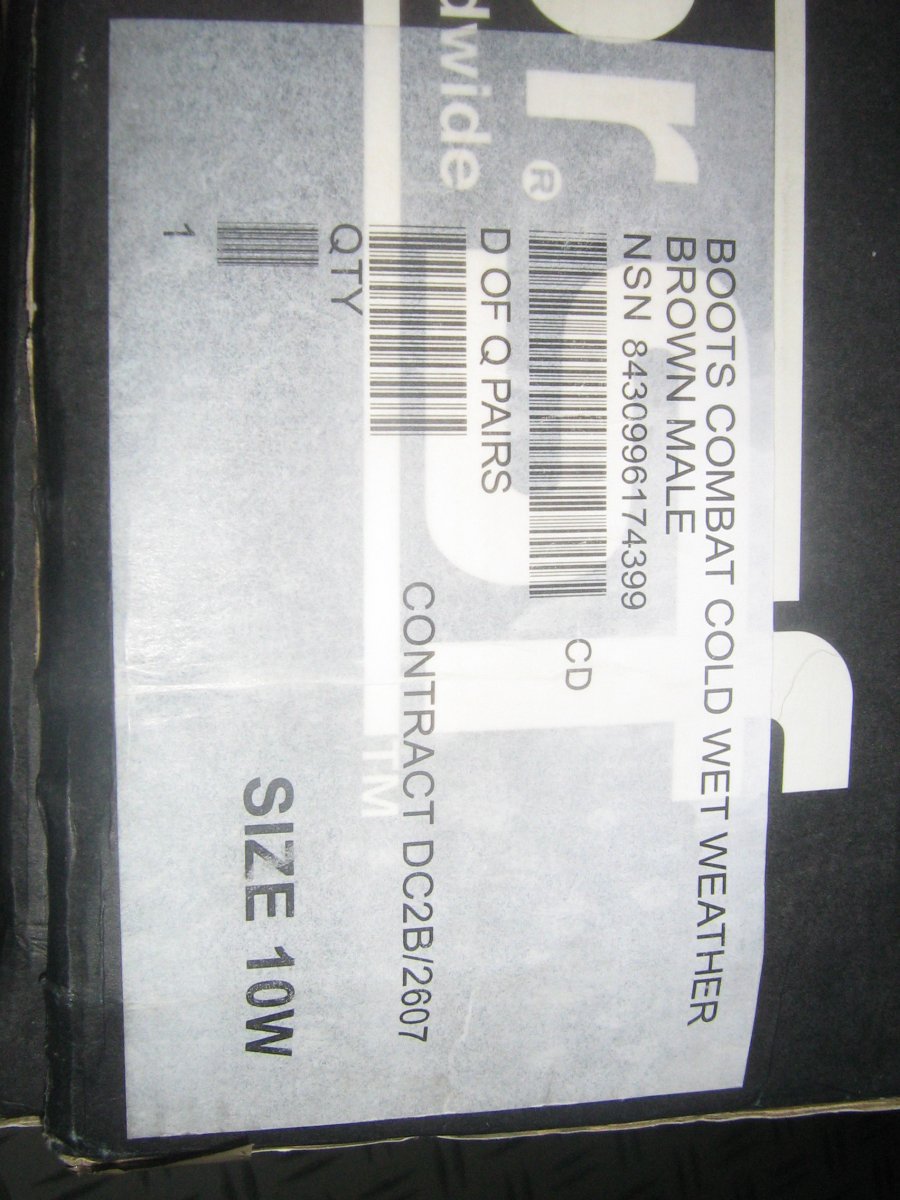 BOOTS COMBAT COLD WET WEATHER
BROWN MALE
NSN 8430996174399
CD
D OF Q PAIRS
CONTRACT DC2B/2607
QTY
1
SIZE 10W
r®
dwide
TM